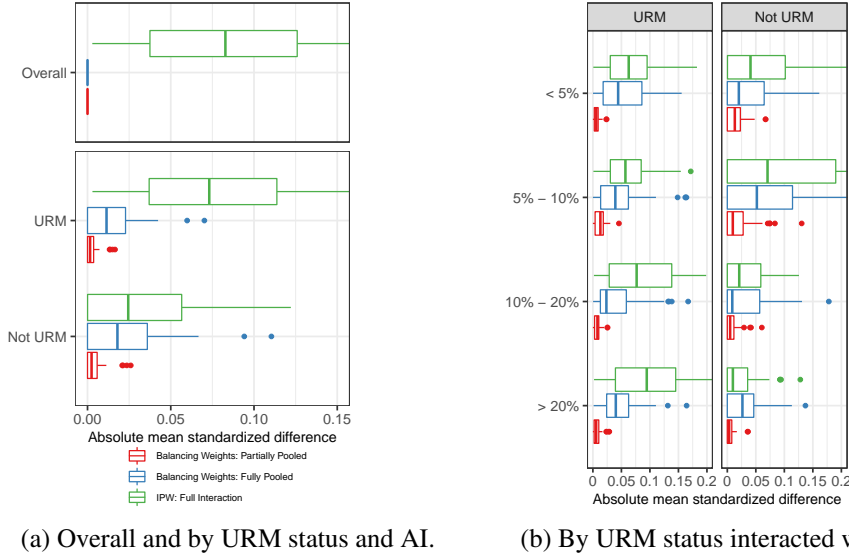 Overall
URM
Not URM
0.00 0.05 0.10 0.15
Absolute mean standardized difference
Balancing Weights: Partially Pooled
Balancing Weights: Fully Pooled
IPW: Full Interaction
(a) Overall and by URM status and AI.
URM Not URM
< 5%
5% − 10%
10% − 20%
> 20%
0 0.05 0.1 0.15 0.2 0 0.05 0.1 0.15 0.2
Absolute mean standardized difference
(b) By URM status interacted w